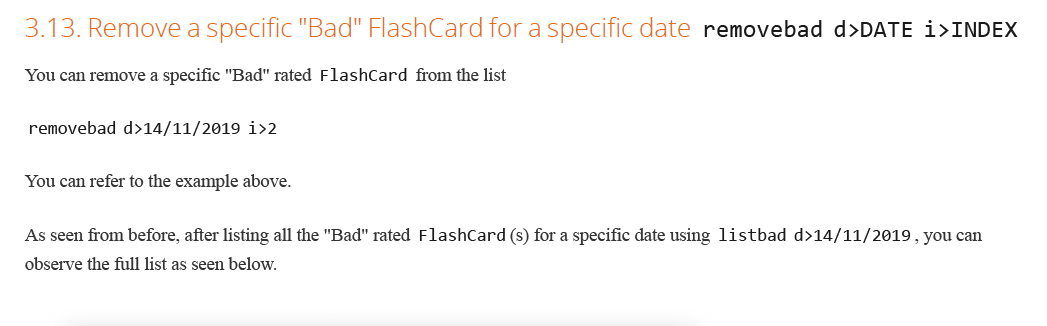 3.13. Remove a specific "Bad" FlashCard for a specific date removebad d>DATE i>INDEX
You can remove a specific "Bad" rated FlashCard from the list
removebad d>14/11/2019 i>2
You can refer to the example above.
As seen from before, after listing all the "Bad" rated FlashCard (s) for a specific date using listbad d>14/11/2019 , you can
observe the full list as seen below.